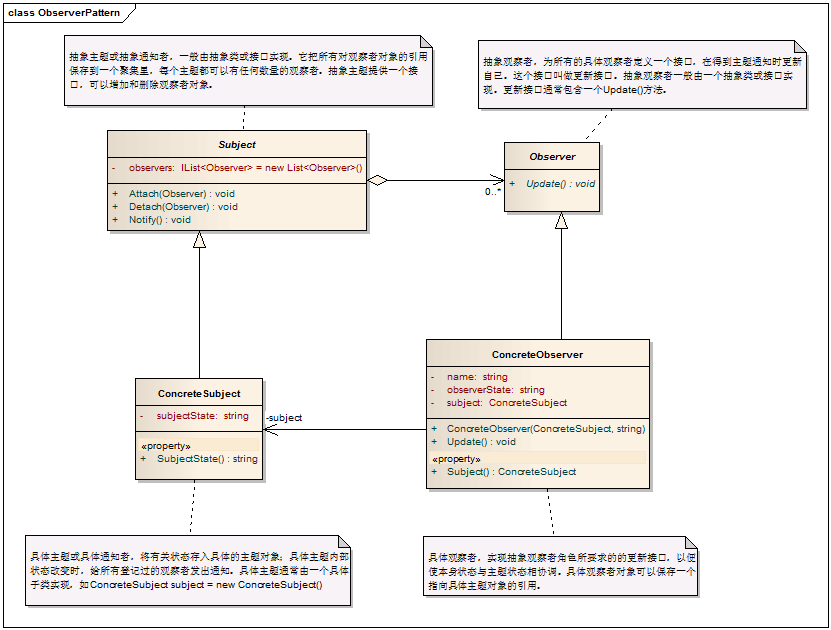 class ObserverPattern
抽象主题或抽象通知者，一般由抽象类或接口实现。它把所有对观察者对象的引用
保存到一个聚集里，每个主题都可以有任何数量的观察者。抽象主题提供一个接
口，可以增加和删除观察者对象。
抽象观察者，为所有的具体观察者定义一个接口，在得到主题通知时更新
自己。这个接口叫做更新接口。抽象观察者一般由一个抽象类或接口实
现。更新接口通常包含一个Update()方法。
Subject
- observers: IList<Observer> = new List<Observer>()
+ Attach(Observer) : void
+ Detach(Observer) : void
+ Notify() : void
0..*
Observer
+ Update() : void
ConcreteSubject
- subjectState: string
«property»
+ SubjectState() : string
-subject
ConcreteObserver
- name: string
- observerState: string
- subject: ConcreteSubject
+ ConcreteObserver(ConcreteSubject, string)
+ Update() : void
«property»
+ Subject() : ConcreteSubject
具体主题或具体通知者，将有关状态存入具体的主题对象；具体主题内部
状态改变时，给所有登记过的观察者发出通知。具体主题通常由一个具体
子类实现，如ConcreteSubject subject = new ConcreteSubject()
具体观察者，实现抽象观察者角色所要求的的更新接口，以便
使本身状态与主题状态相协调。具体观察者对象可以保存一个
指向具体主题对象的引用。